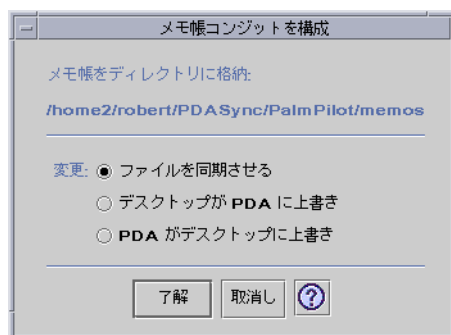 メモ帳コンジットを構成
メモ帳をディレクトリに格納:
/home2/robert/PDASync/PalmPilot/memos
変更: ファイルを同期させる
デスクトップが PDA に上書き
PDA がデスクトップに上書き
了解 取消し ?